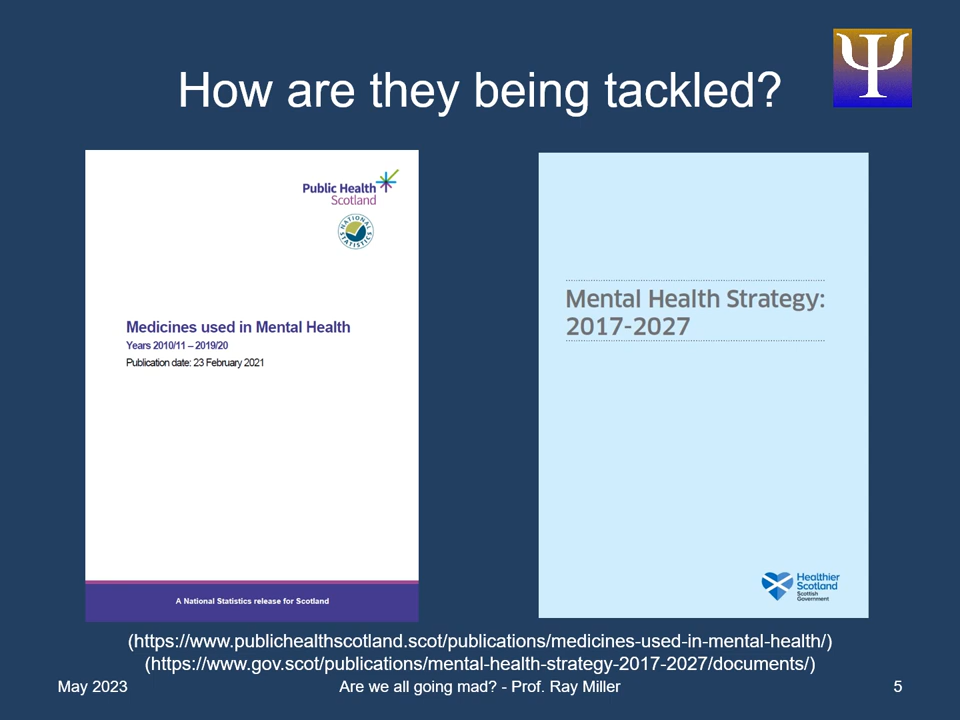 How are they being tackled?
Ψ
Public Health
Scotland
NATIONAL STATISTICS
Medicines used in Mental Health
Years 2010/11 – 2019/20
Publication date: 23 February 2021
A National Statistics release for Scotland
Mental Health Strategy:
2017-2027
Healthier
Scotland
Scottish
Government
(https://www.publichealthscotland.scot/publications/medicines-used-in-mental-health/)
(https://www.gov.scot/publications/mental-health-strategy-2017-2027/documents/)
May 2023
Are we all going mad? - Prof. Ray Miller
5